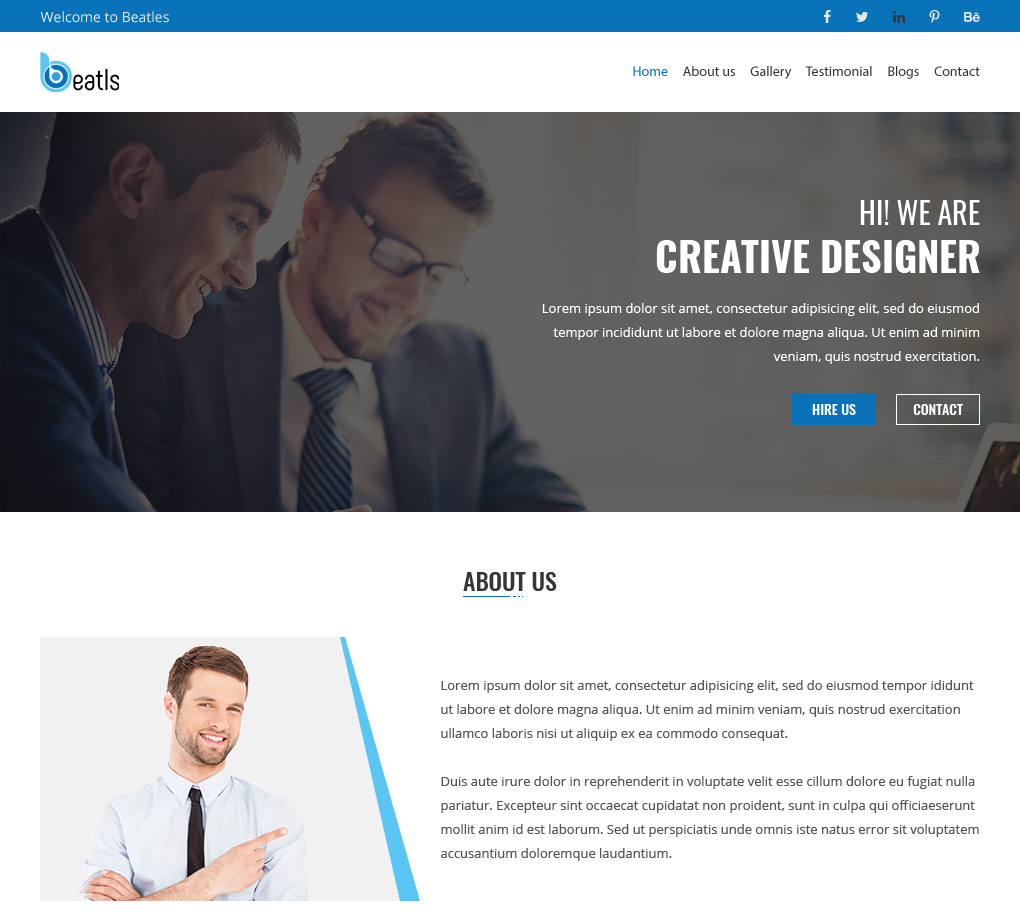 Welcome to Beatles
f in Bē
beatls
Home About us Gallery Testimonial Blogs Contact
HI! WE ARE
CREATIVE DESIGNER
Lorem ipsum dolor sit amet, consectetur adipisicing elit, sed do eiusmod
tempor incididunt ut labore et dolore magna aliqua. Ut enim ad minim
veniam, quis nostrud exercitation.
HIRE US CONTACT
ABOUT US
Lorem ipsum dolor sit amet, consectetur adipisicing elit, sed do eiusmod tempor ididunt
ut labore et dolore magna aliqua. Ut enim ad minim veniam, quis nostrud exercitation
ullamco laboris nisi ut aliquip ex ea commodo consequat.
Duis aute irure dolor in reprehenderit in voluptate velit esse cillum dolore eu fugiat nulla
pariatur. Excepteur sint occaecat cupidatat non proident, sunt in culpa qui officiaeserunt
mollit anim id est laborum. Sed ut perspiciatis unde omnis iste natus error sit voluptatem
accusantium doloremque laudantium.